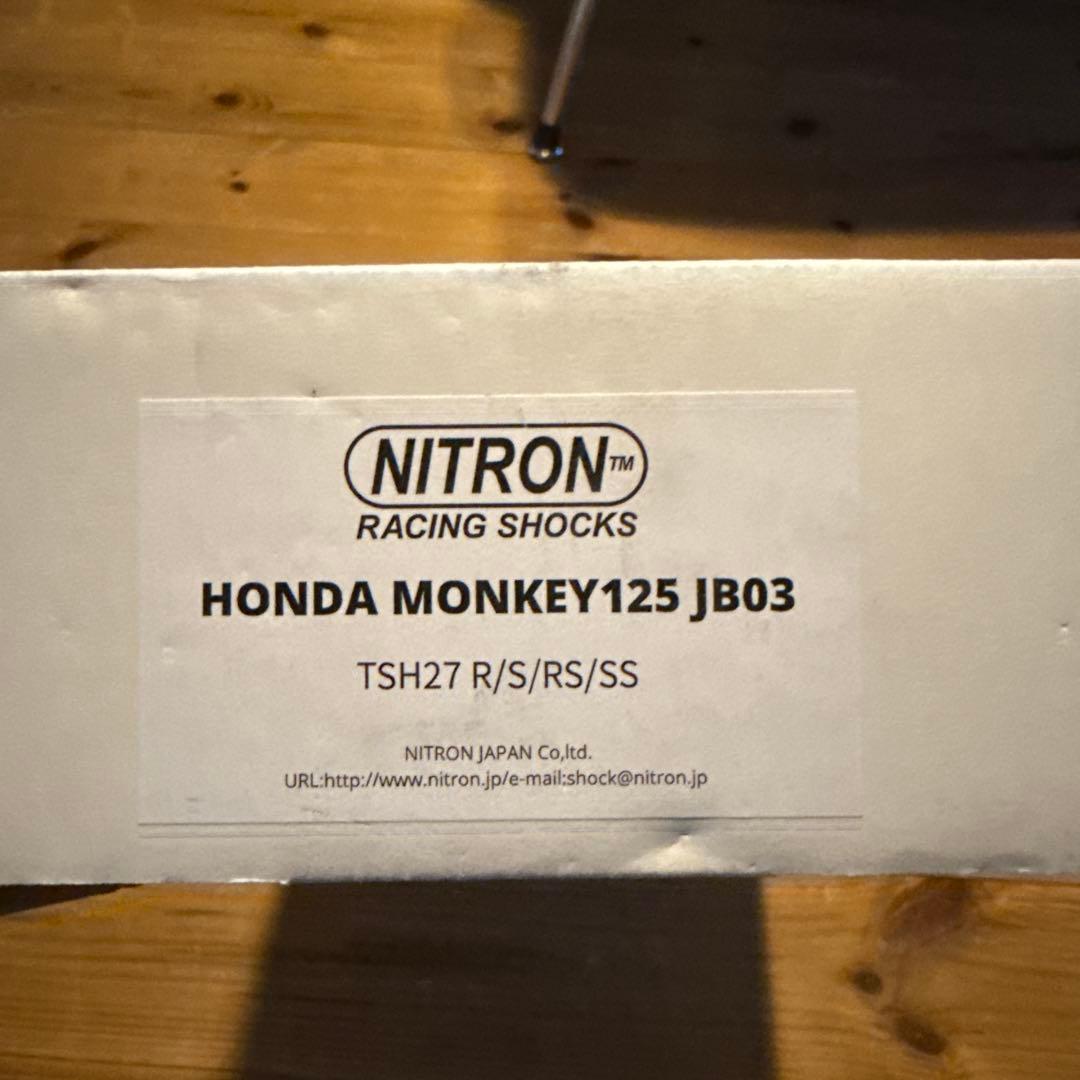 NITRON™
RACING SHOCKS
HONDA MONKEY125 JB03
TSH27 R/S/RS/SS
NITRON JAPAN Co,ltd.
URL:http://www.nitron.jp/e-mail:shock@nitron.jp